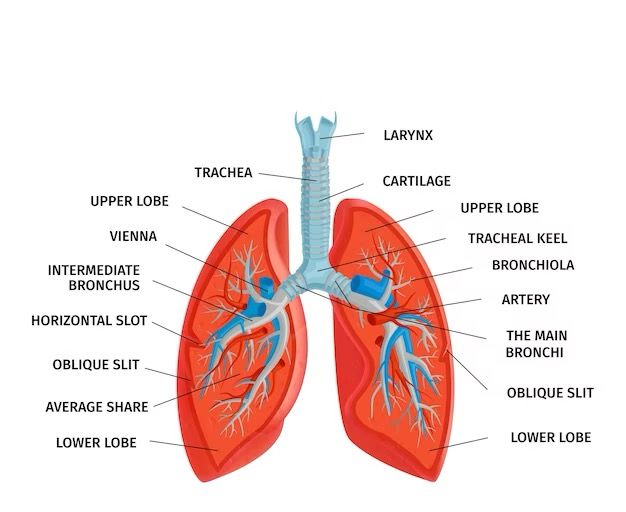 LARYNX
TRACHEA
CARTILAGE
UPPER LOBE
UPPER LOBE
VIENNA
TRACHEAL KEEL
INTERMEDIATE
BRONCHUS
BRONCHIOLA
ARTERY
HORIZONTAL SLOT
THE MAIN
BRONCHI
OBLIQUE SLIT
OBLIQUE SLIT
AVERAGE SHARE
LOWER LOBE
LOWER LOBE